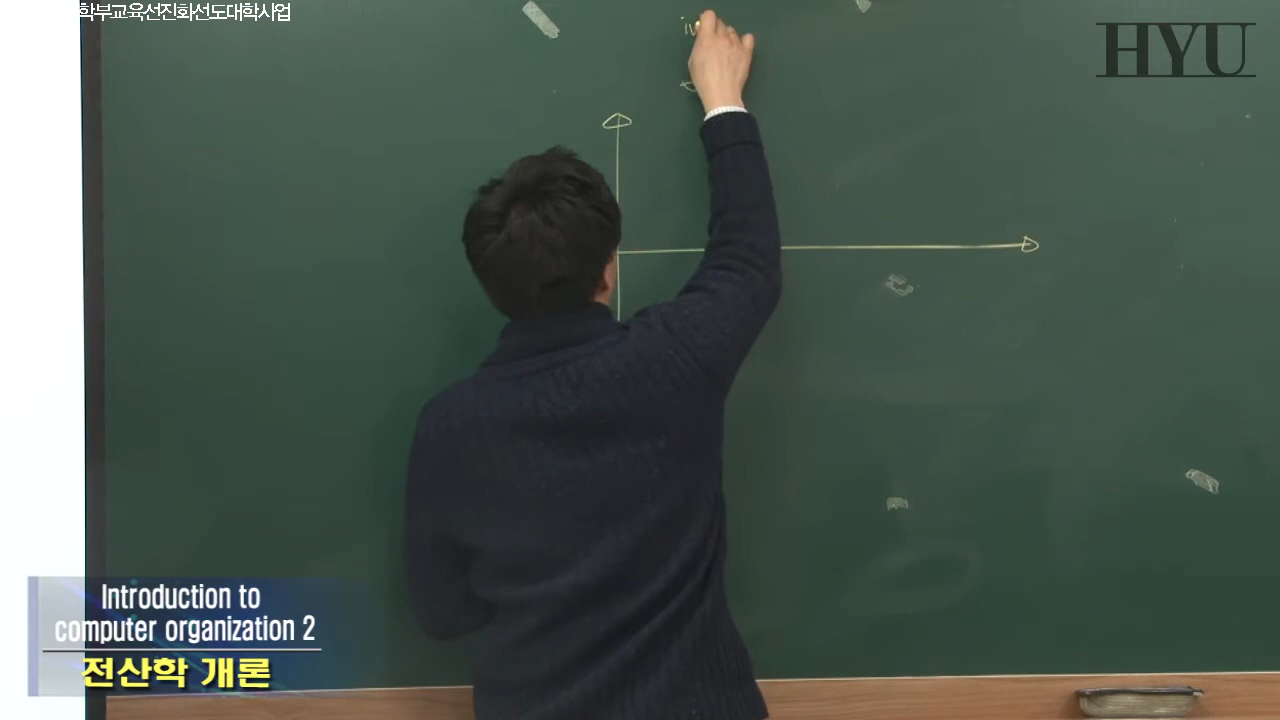 학부교육선진화선도대학사업
HYU
Introduction to
computer organization 2
전산학 개론